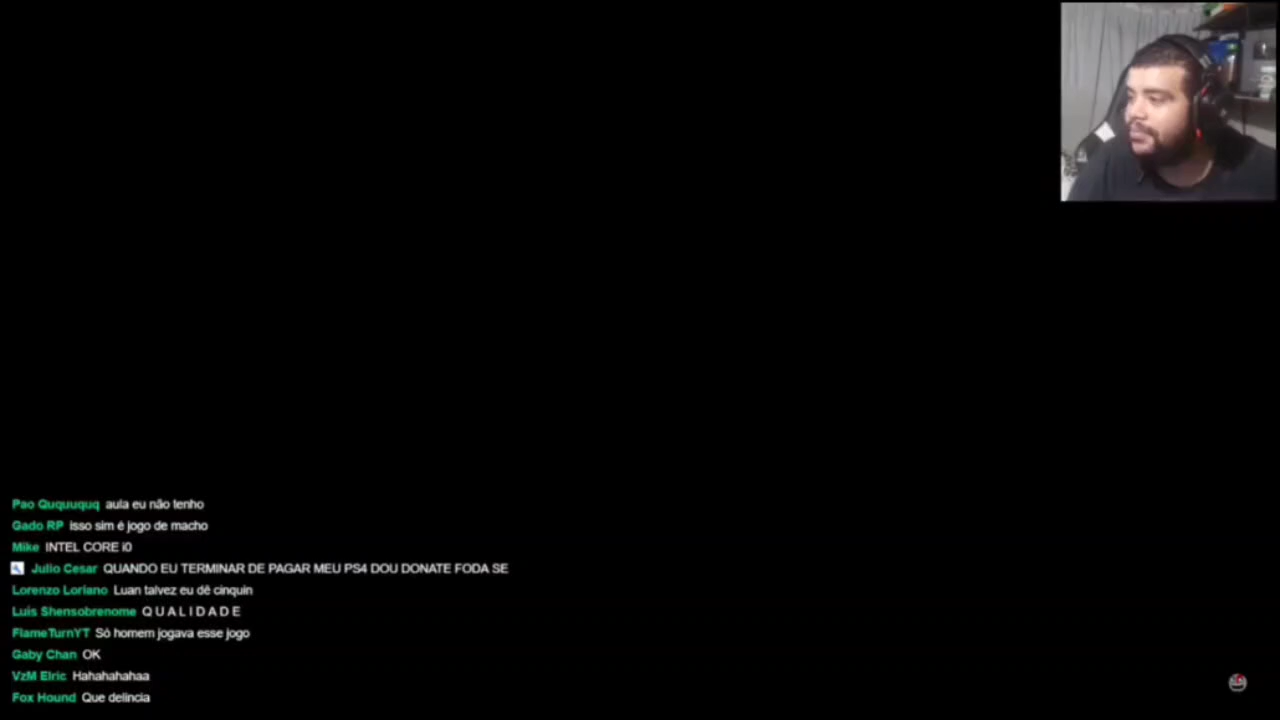 Pao Ququuquq aula eu não tenho
Gado RP isso sim é jogo de macho
Mike INTEL CORE i0
Julio Cesar QUANDO EU TERMINAR DE PAGAR MEU PS4 DOU DONATE FODA SE
Lorenzo Loriano Luan talvez eu dê cinquin
Luis Shensobrenome Q U A L I D A D E
FlameTurnYT Só homem jogava esse jogo
Gaby Chan OK
VzM Elric Hahahahahaa
Fox Hound Que delincia